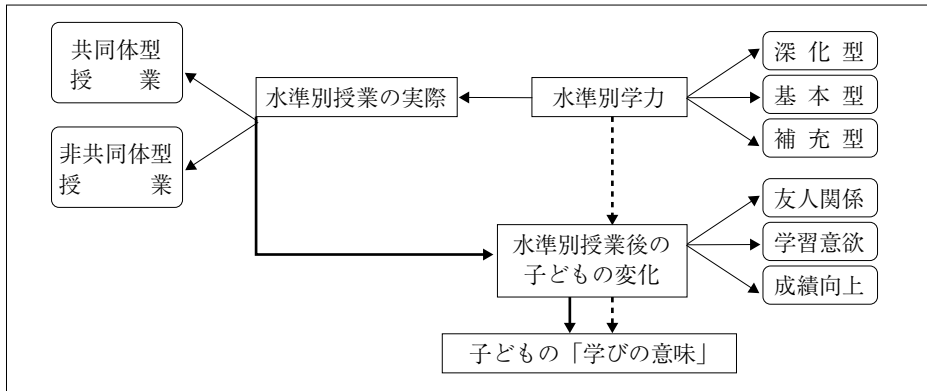 共同体型
授　　業
非共同体型
授　　業
水準別授業の実際
水準別学力
深 化 型
基 本 型
補 充 型
水準別授業後の
子どもの変化
友人関係
学習意欲
成績向上
子どもの「学びの意味」